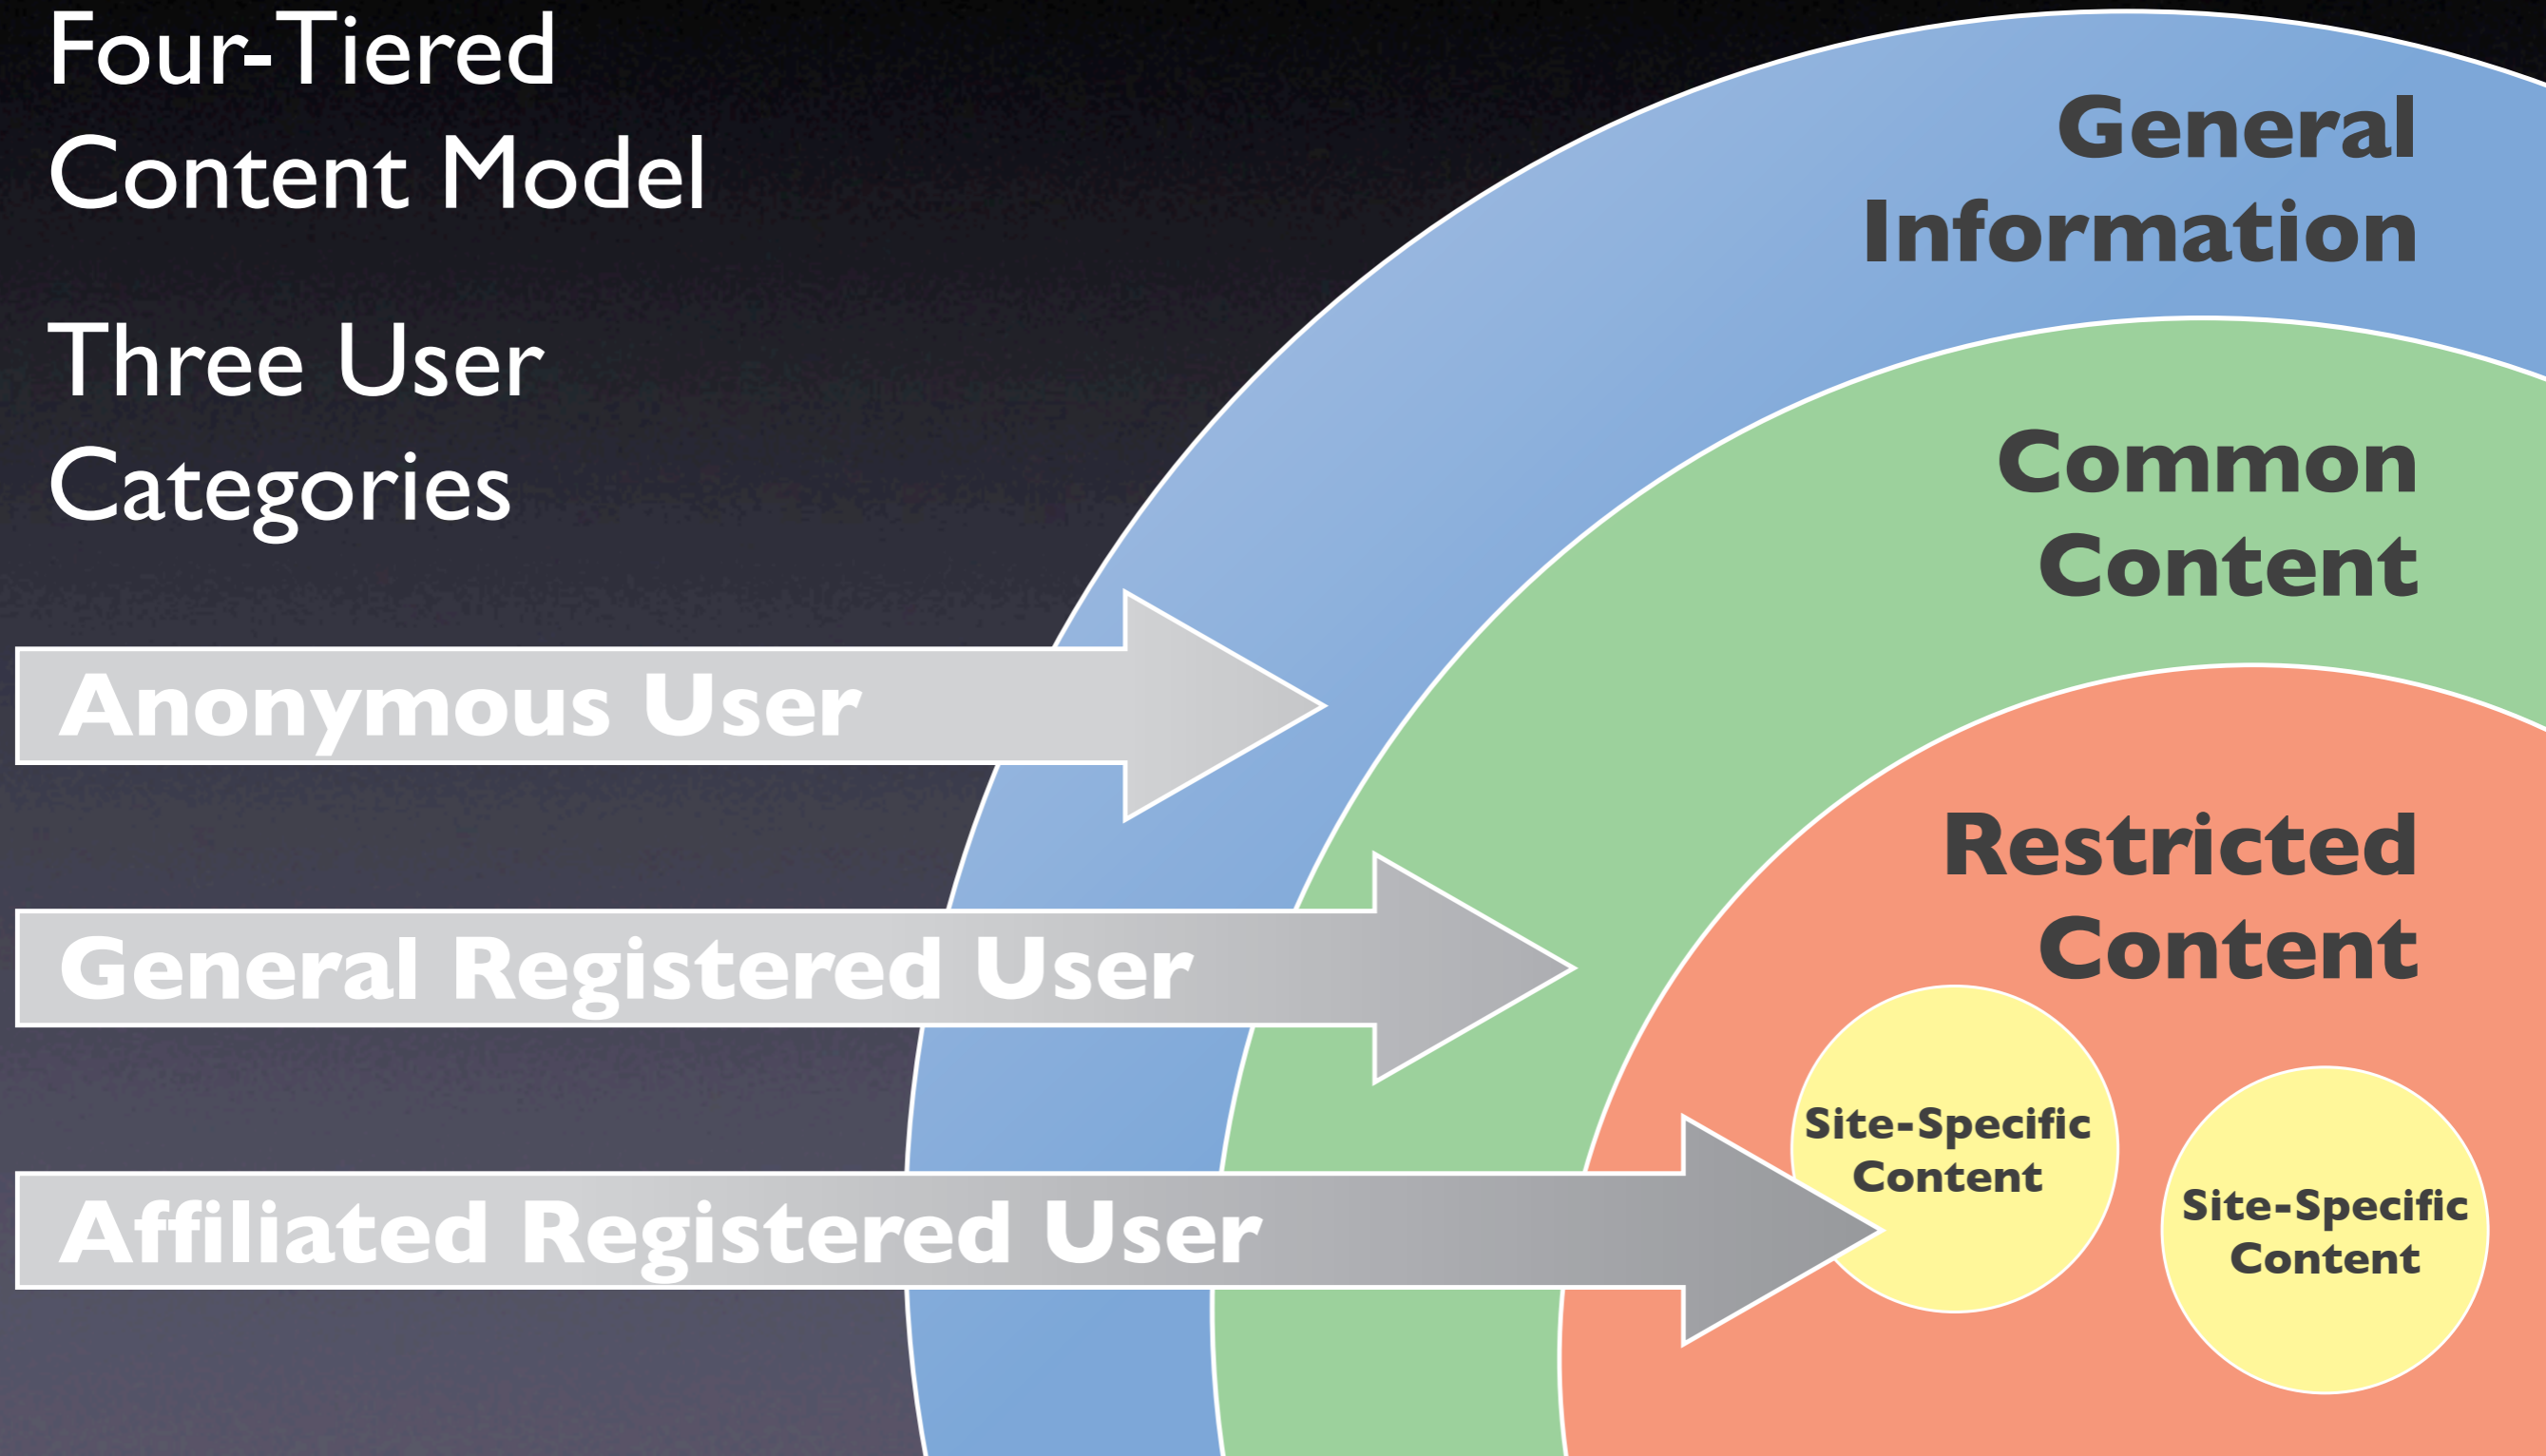 Four-Tiered
Content Model
Three User
Categories
General
Information
Common
Content
Restricted
Content
Anonymous User
General Registered User
Affiliated Registered User
Site-Specific
Content
Site-Specific
Content